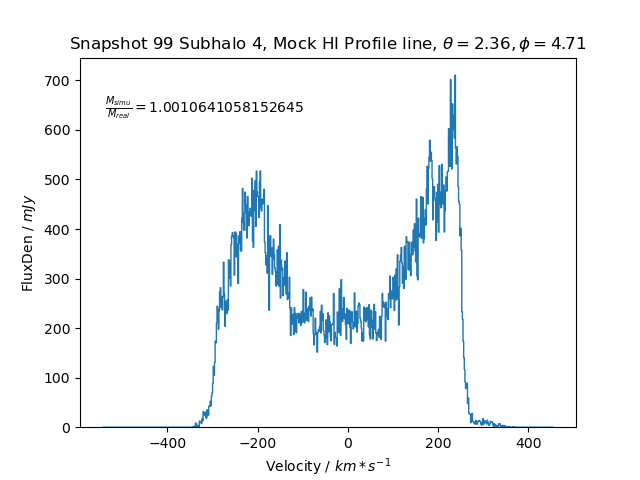 Snapshot 99 Subhalo 4, Mock HI Profile line, θ = 2.36, ϕ = 4.71
M_simu/M_real = 1.0010641058152645
700
600
500
400
300
200
100
0
FluxDen / mJy
−400 −200 0 200 400
Velocity / km * s⁻¹